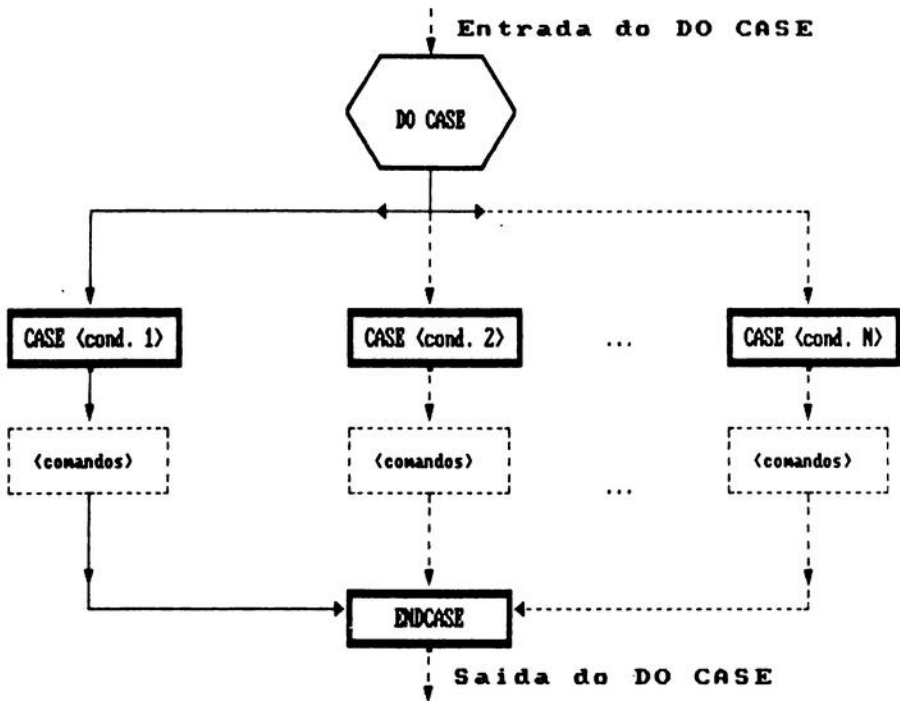 Entrada do DO CASE
DO CASE
CASE <cond. 1>
CASE <cond. 2>
...
CASE <cond. N>
<comandos>
<comandos>
...
<comandos>
ENDCASE
Saida do DO CASE